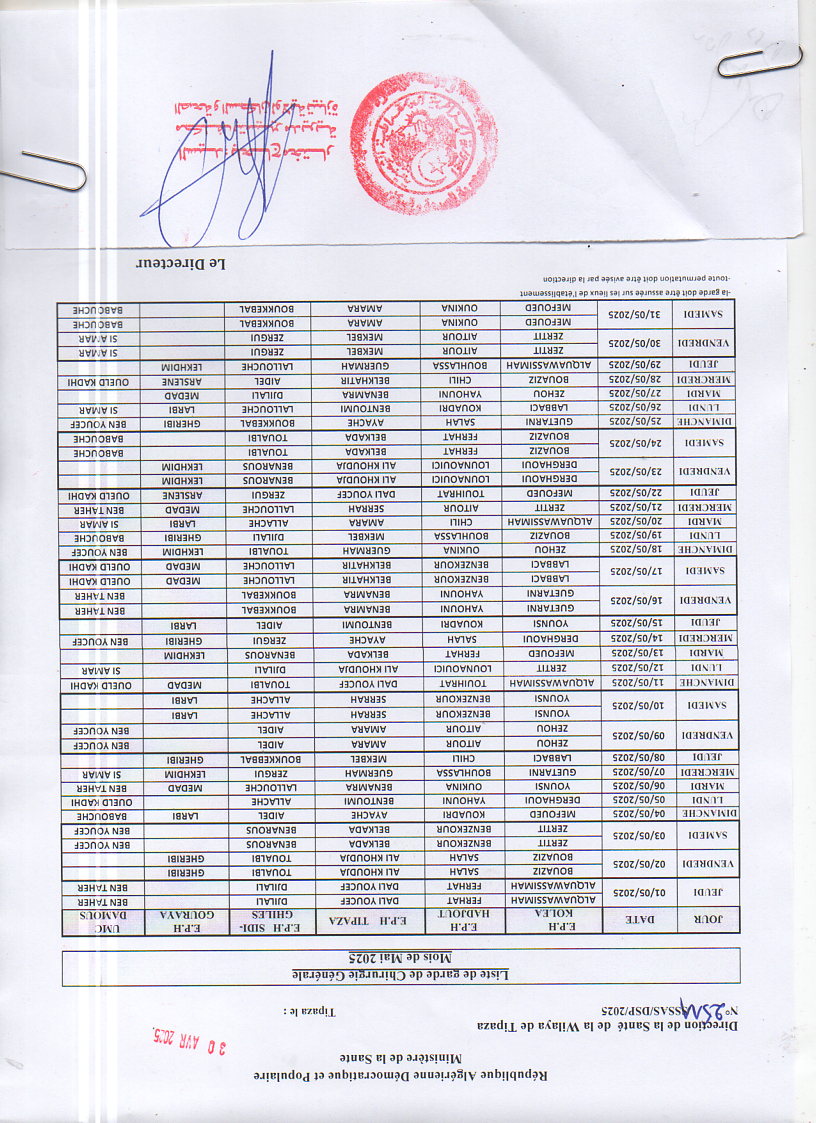 République Algérienne Démocratique et Populaire
Ministère de la Sante
30 AVR 2025.
Direction de la Santé de la Wilaya de Tipaza
N° 2511/SSAS/DSP/2025 Tipaza le :
Liste de garde de Chirurgie Générale
Mois de Mai 2025
JOUR DATE E.P.H KOLEA E.P.H HADJOUT E.P.H TIPAZA E.P.H SIDI-GHILES E.P.H GOURAYA UMC DAMOUS
JEUDI 01/05/2025 ALQUAWASSIMAH FERHAT DALI YOUCEF DJILALI BEN TAHER
ALQUAWASSIMAH FERHAT DALI YOUCEF DJILALI BEN TAHER
VENDREDI 02/05/2025 BOUAZIZ SALAH ALI KHOUDJA TOUALBI GHERIBI
BOUAZIZ SALAH ALI KHOUDJA TOUALBI GHERIBI
SAMEDI 03/05/2025 ZERTIT BENZEKOUR BELKADA BENAROUS BEN YOUCEF
ZERTIT BENZEKOUR BELKADA BENAROUS BEN YOUCEF
DIMANCHE 04/05/2025 MEFOUED KOUADRI AYACHE AIDEL LARBI BABOUCHE
LUNDI 05/05/2025 DERGHAOUI YAHOUNI BENTOUMI ALLACHE OUELD KADHI
MARDI 06/05/2025 YOUNSI OUKINA BENAMRA LALLOUCHE MEDAD BEN TAHER
MERCREDI 07/05/2025 GUETARNI BOUHLASSA GUERMAH ZERGUI LEKHDIM SI AMAR
JEUDI 08/05/2025 LABBACI CHILI MEKBEL BOUKKEBBAL GHERIBI
VENDREDI 09/05/2025 ZEHOU AITOUR AMARA AIDEL BEN YOUCEF
ZEHOU AITOUR AMARA AIDEL BEN YOUCEF
SAMEDI 10/05/2025 YOUNSI BENZEKOUR SERRAH ALLACHE LARBI
YOUNSI BENZEKOUR SERRAH ALLACHE LARBI
DIMANCHE 11/05/2025 ALQUAWASSIMAH TOUIHRAT DALI YOUCEF TOUALBI MEDAD OUELD KADHI
LUNDI 12/05/2025 ZERTIT LOUNAOUICI ALI KHOUDJA DJILALI SI AMAR
MARDI 13/05/2025 MEFOUED FERHAT BELKADA BENAROUS LEKHDIM
MERCREDI 14/05/2025 DERGHAOUI SALAH AYACHE ZERGUI GHERIBI BEN YOUCEF
JEUDI 15/05/2025 YOUNSI KOUADRI BENTOUMI AIDEL LARBI
VENDREDI 16/05/2025 GUETARNI YAHOUNI BENAMRA BOUKKEBAL BEN TAHER
GUETARNI YAHOUNI BENAMRA BOUKKEBAL BEN TAHER
SAMEDI 17/05/2025 LABBACI BENZEKOUR BELKHATIR LALLOUCHE MEDAD OUELD KADHI
LABBACI BENZEKOUR BELKHATIR LALLOUCHE MEDAD OUELD KADHI
DIMANCHE 18/05/2025 ZEHOU OUKINA GUERMAH TOUALBI LEKHDIM BEN YOUCEF
LUNDI 19/05/2025 BOUAZIZ BOUHLASSA MEKBEL DJILALI GHERIBI BABOUCHE
MARDI 20/05/2025 ALQUAWASSIMAH CHILI AMARA ALLACHE LARBI SI AMAR
MERCREDI 21/05/2025 ZERTIT AITOUR SERRAH LALLOUCHE MEDAD BEN TAHER
JEUDI 22/05/2025 MEFOUED TOUIHRAT DALI YOUCEF ZERGUI ARSLENE OUELD KADHI
VENDREDI 23/05/2025 DERGHAOUI LOUNAOUICI ALI KHOUDJA BENAROUS LEKHDIM
DERGHAOUI LOUNAOUICI ALI KHOUDJA BENAROUS LEKHDIM
SAMEDI 24/05/2025 BOUAZIZ FERHAT BELKADA TOUALBI BABOUCHE
BOUAZIZ FERHAT BELKADA TOUALBI BABOUCHE
DIMANCHE 25/05/2025 GUETARNI SALAH AYACHE BOUKKEBAL GHERIBI BEN YOUCEF
LUNDI 26/05/2025 LABBACI KOUADRI BENTOUMI LALLOUCHE LARBI SI AMAR
MARDI 27/05/2025 ZEHOU YAHOUNI BENAMRA DJILALI MEDAD
MERCREDI 28/05/2025 BOUAZIZ CHILI BELKHATIR AIDEL ARSLENE OUELD KADHI
JEUDI 29/05/2025 ALQUAWASSIMAH BOUHLASSA GUERMAH LALLOUCHE LEKHDIM
VENDREDI 30/05/2025 ZERTIT AITOUR MEKBEL ZERGUI SI AMAR
ZERTIT AITOUR MEKBEL ZERGUI SI AMAR
SAMEDI 31/05/2025 MEFOUED OUKINA AMARA BOUKKEBAL BABOUCHE
MEFOUED OUKINA AMARA BOUKKEBAL BABOUCHE
-la garde doit être assurée sur les lieux de l'établissement
-toute permutation doit être avisée par la direction
Le Directeur
السيد: بلحاج مختار
مكلف بتسيير مديرية
الصحة و السكان لولاية تيبازة